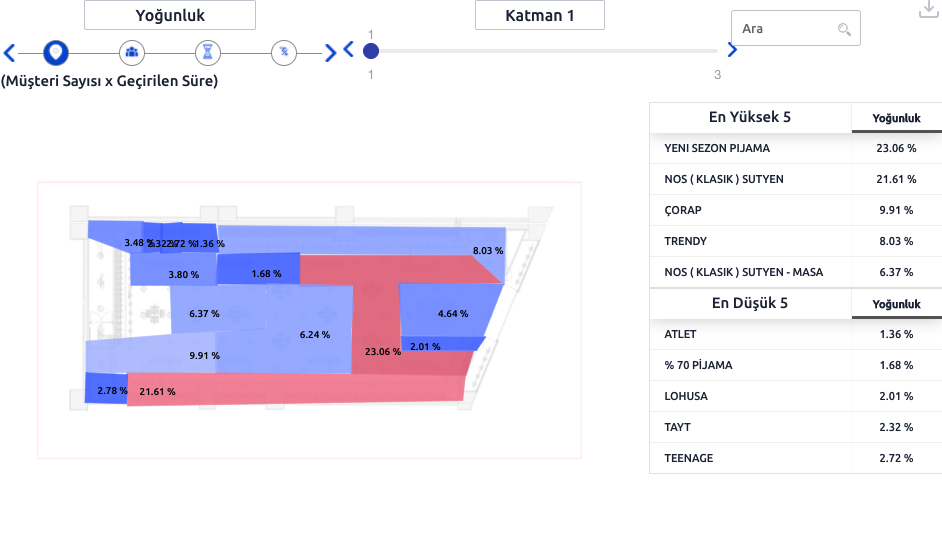 Yoğunluk
Katman 1
Ara
1
1
3
(Müşteri Sayısı x Geçirilen Süre)
En Yüksek 5 Yoğunluk
YENI SEZON PIJAMA 23.06 %
NOS ( KLASIK ) SUTYEN 21.61 %
ÇORAP 9.91 %
TRENDY 8.03 %
NOS ( KLASIK ) SUTYEN - MASA 6.37 %
En Düşük 5 Yoğunluk
ATLET 1.36 %
% 70 PİJAMA 1.68 %
LOHUSA 2.01 %
TAYT 2.32 %
TEENAGE 2.72 %
3.48 % 2.32 % 2.72 % 1.36 %
8.03 %
3.80 %
1.68 %
6.37 %
4.64 %
6.24 %
2.01 %
23.06 %
9.91 %
2.78 %
21.61 %